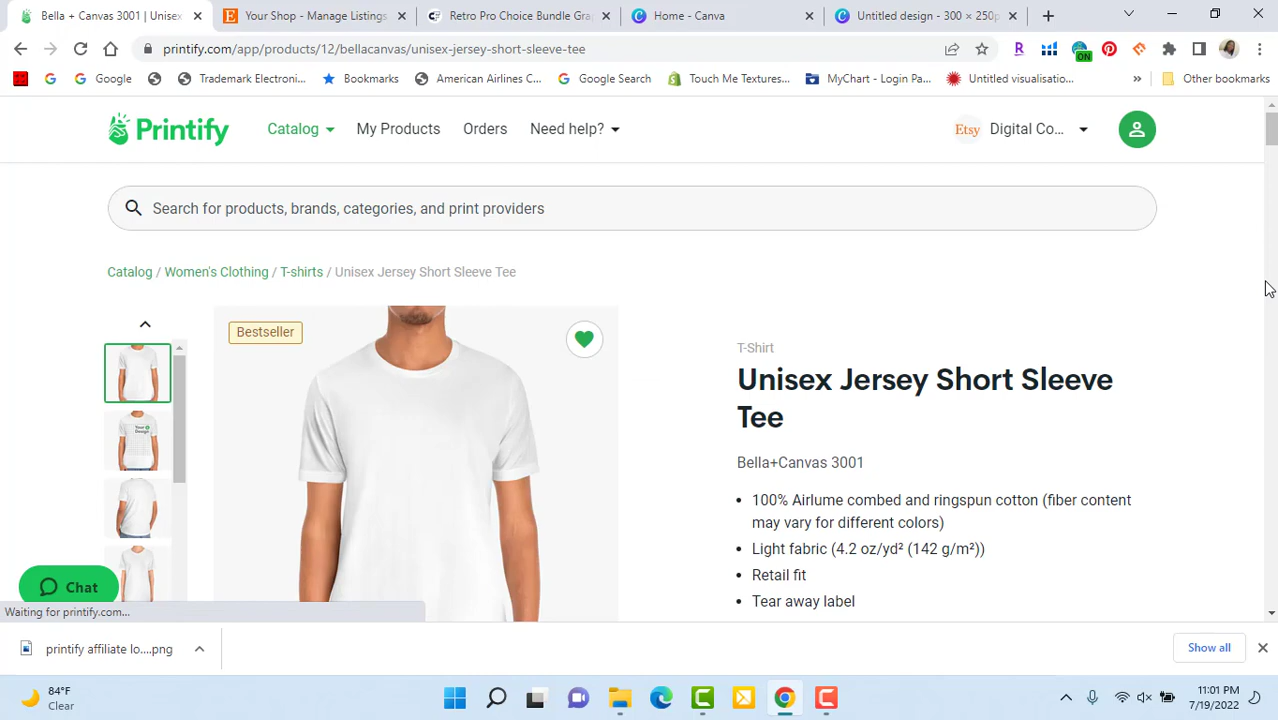 Bella + Canvas 3001 | Unisex
Your Shop - Manage Listings
Retro Pro Choice Bundle Gra
Home - Canva
Untitled design - 300 × 250p
printify.com/app/products/12/bellacanvas/unisex-jersey-short-sleeve-tee
ON
Google
Trademark Electroni...
Bookmarks
American Airlines C...
Google Search
Touch Me Textures...
MyChart - Login Pa...
Untitled visualisatio...
»
Other bookmarks
Printify
Catalog
My Products
Orders
Need help?
Etsy
Digital Co...
Search for products, brands, categories, and print providers
Catalog / Women's Clothing / T-shirts / Unisex Jersey Short Sleeve Tee
Bestseller
Your
Design
T-Shirt
Unisex Jersey Short Sleeve
Tee
Bella+Canvas 3001
• 100% Airlume combed and ringspun cotton (fiber content
may vary for different colors)
• Light fabric (4.2 oz/yd² (142 g/m²))
• Retail fit
• Tear away label
Chat
Waiting for printify.com...
printify affiliate lo....png
Show all
84°F
Clear
11:01 PM
7/19/2022